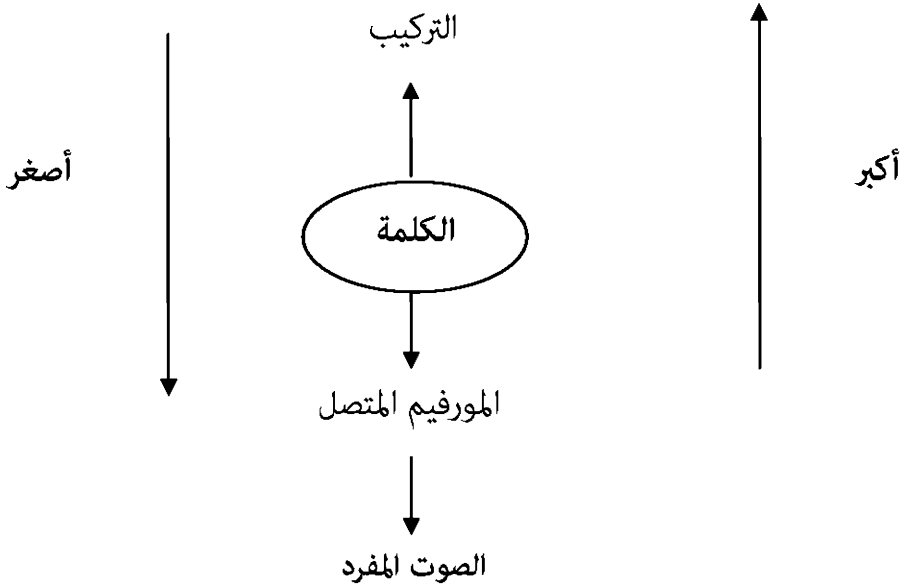 التركيب
أكبر
أصغر
الكلمة
المورفيم المتصل
الصوت المفرد